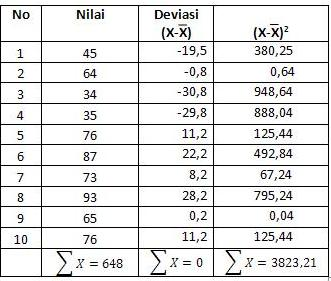 No Nilai Deviasi (X-X̅) (X-X̅)²
1 45 -19,5 380,25
2 64 -0,8 0,64
3 34 -30,8 948,64
4 35 -29,8 888,04
5 76 11,2 125,44
6 87 22,2 492,84
7 73 8,2 67,24
8 93 28,2 795,24
9 65 0,2 0,04
10 76 11,2 125,44
∑X = 648 ∑X = 0 ∑X = 3823,21